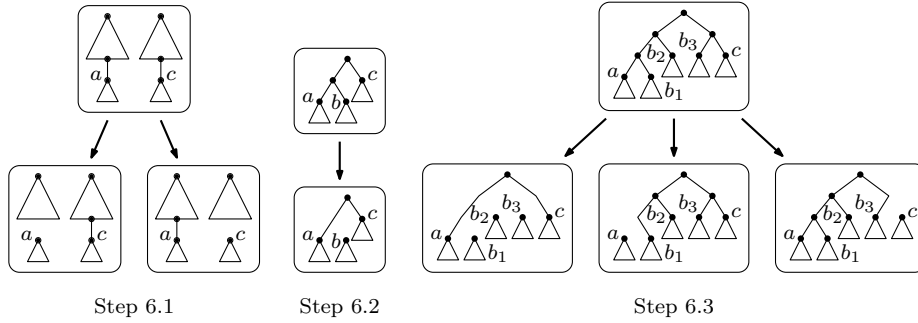 a c
a b c
a b₂ b₁ b₃ c
a c a c
a b c
a b₂ b₁ b₃ c
a b₂ b₁ b₃ c
a b₂ b₁ b₃ c
Step 6.1 Step 6.2 Step 6.3